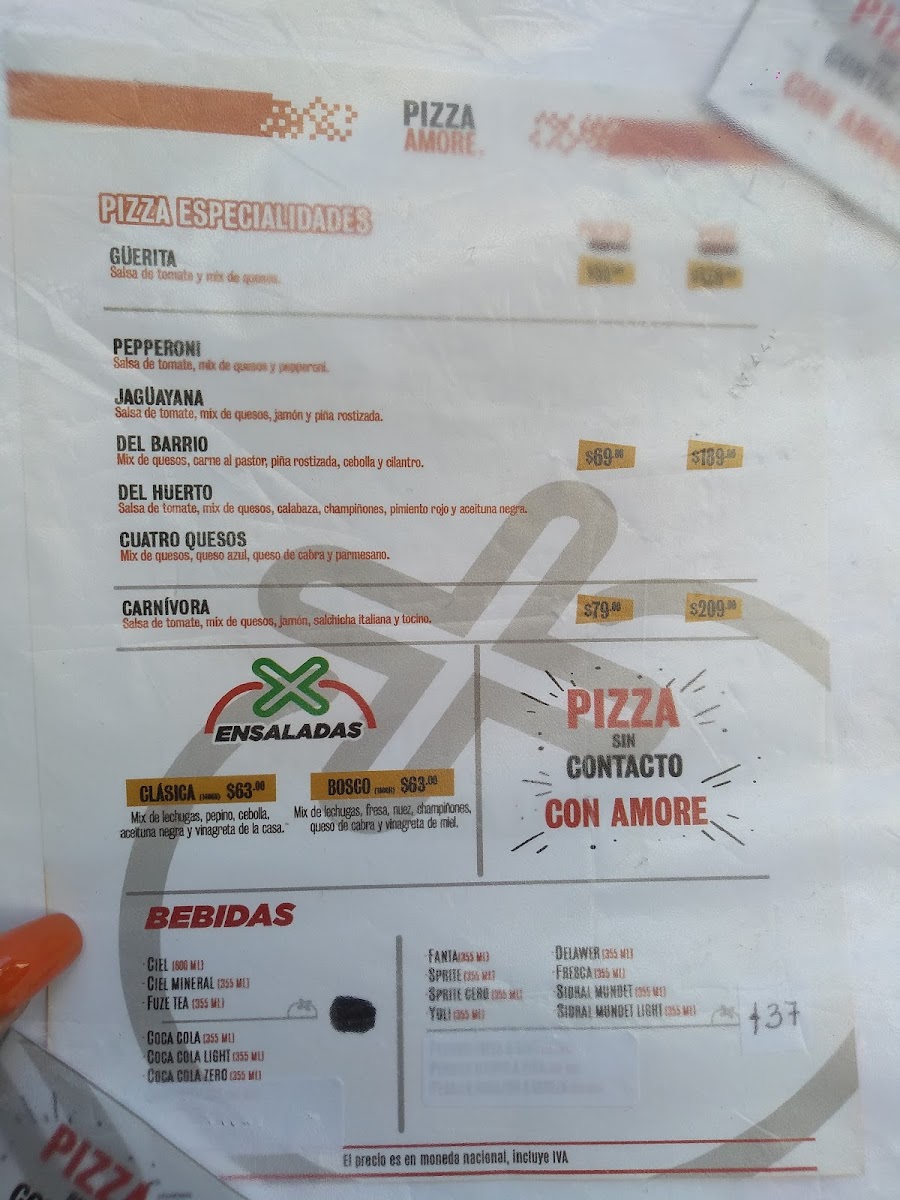 PIZZA
AMORE.
PIZZA ESPECIALIDADES
GÜERITA
Salsa de tomate y mix de quesos.
PEPPERONI
Salsa de tomate, mix de quesos y pepperoni.
JAGÜAYANA
Salsa de tomate, mix de quesos, jamón y piña rostizada.
DEL BARRIO
Mix de quesos, carne al pastor, piña rostizada, cebolla y cilantro.
$69.00 $189.00
DEL HUERTO
Salsa de tomate, mix de quesos, calabaza, champiñones, pimiento rojo y aceituna negra.
CUATRO QUESOS
Mix de quesos, queso azul, queso de cabra y parmesano.
CARNÍVORA
Salsa de tomate, mix de quesos, jamón, salchicha italiana y tocino.
$79.00 $209.00
ENSALADAS
CLÁSICA $63.00
Mix de lechugas, pepino, cebolla,
aceituna negra y vinagreta de la casa.
BOSCO $63.00
Mix de lechugas, fresa, nuez, champiñones,
queso de cabra y vinagreta de miel.
PIZZA
SIN
CONTACTO
CON AMORE
BEBIDAS
· CIEL (600 ML)
· CIEL MINERAL (355 ML)
· FUZE TEA (355 ML)
· COCA COLA (355 ML)
· COCA COLA LIGHT (355 ML)
· COCA COLA ZERO (355 ML)
· FANTA (355 ML)
· SPRITE (355 ML)
· SPRITE CERO (355 ML)
· YOLI (355 ML)
· DELAWER (355 ML)
· FRESCA (355 ML)
· SIDRAL MUNDET (355 ML)
· SIDRAL MUNDET LIGHT (355 ML)
$37
El precio es en moneda nacional, incluye IVA
PIZZA
CON AMORE
PIZZA